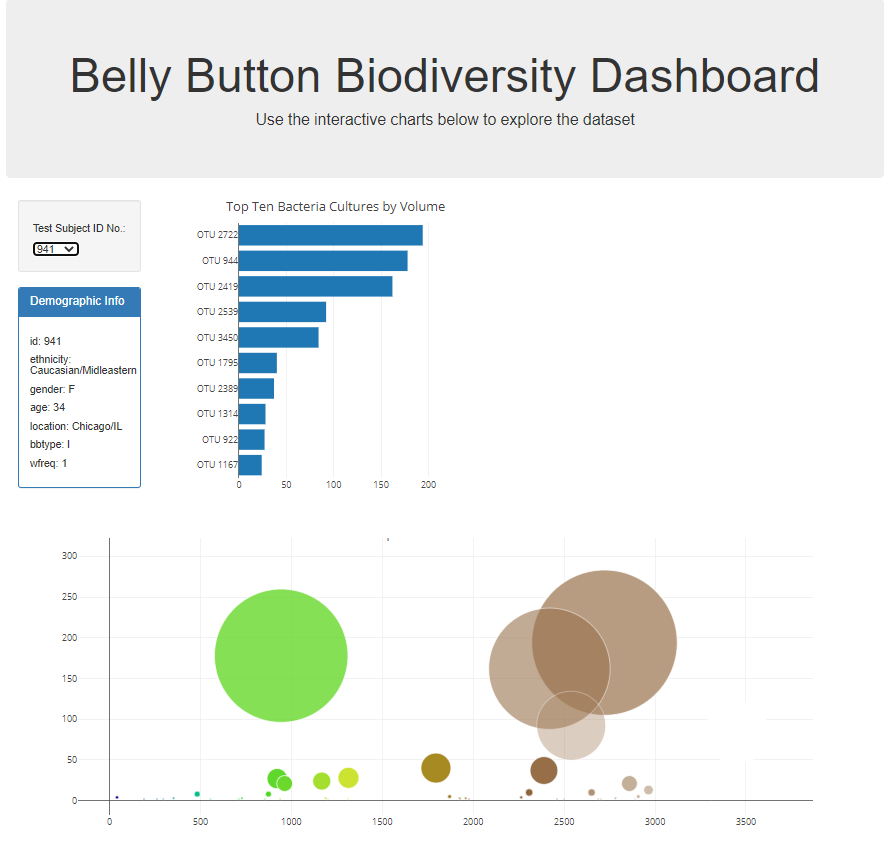 Belly Button Biodiversity Dashboard
Use the interactive charts below to explore the dataset
Test Subject ID No.:
941
Demographic Info
id: 941
ethnicity:
Caucasian/Midleastern
gender: F
age: 34
location: Chicago/IL
bbtype: I
wfreq: 1
Top Ten Bacteria Cultures by Volume
OTU 2722
OTU 944
OTU 2419
OTU 2539
OTU 3450
OTU 1795
OTU 2389
OTU 1314
OTU 922
OTU 1167
0 50 100 150 200
300
250
200
150
100
50
0
0 500 1000 1500 2000 2500 3000 3500